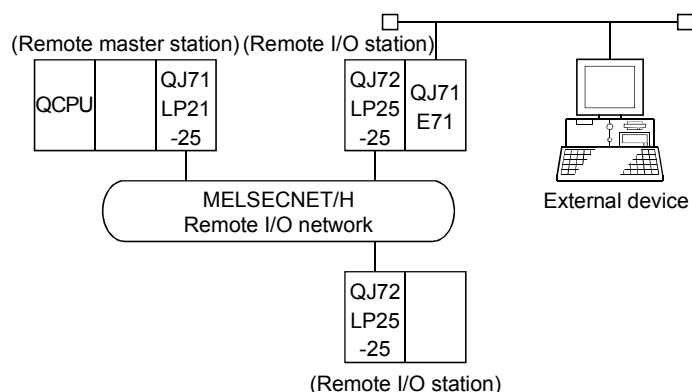 (Remote master station) (Remote I/O station)
QCPU
QJ71
LP21
-25
QJ72
LP25
-25
QJ71
E71
External device
MELSECNET/H
Remote I/O network
QJ72
LP25
-25
(Remote I/O station)